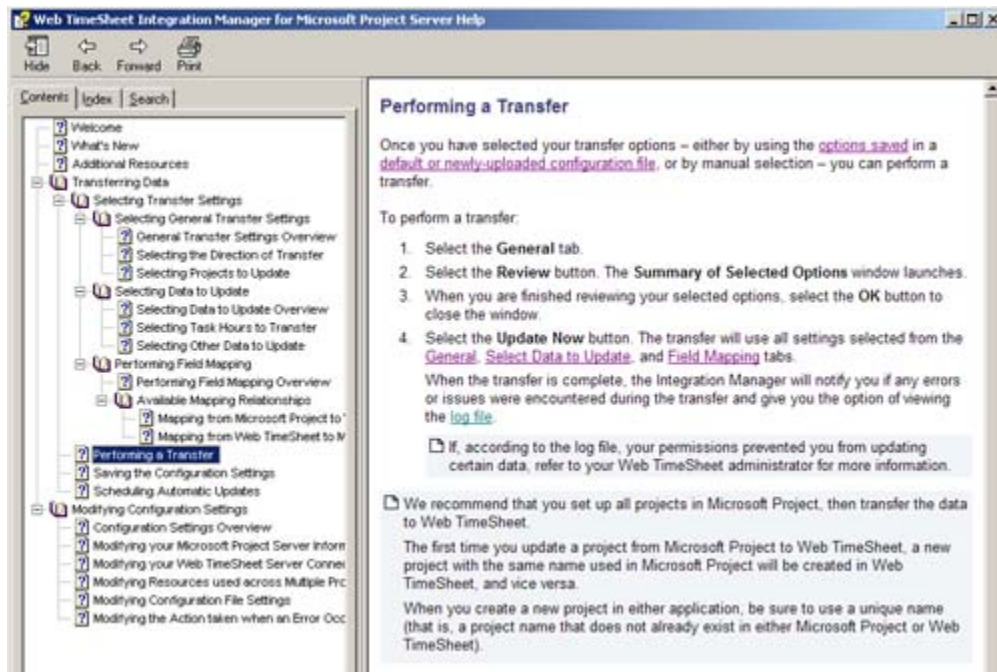 Web TimeSheet Integration Manager for Microsoft Project Server Help
Hide Back Forward Print
Contents Index Search
Welcome
What's New
Additional Resources
Transferring Data
Selecting Transfer Settings
Selecting General Transfer Settings
General Transfer Settings Overview
Selecting the Direction of Transfer
Selecting Projects to Update
Selecting Data to Update
Selecting Data to Update Overview
Selecting Task Hours to Transfer
Selecting Other Data to Update
Performing Field Mapping
Performing Field Mapping Overview
Available Mapping Relationships
Mapping from Microsoft Project to
Mapping from Web TimeSheet to M
Performing a Transfer
Saving the Configuration Settings
Scheduling Automatic Updates
Modifying Configuration Settings
Configuration Settings Overview
Modifying your Microsoft Project Server Inform
Modifying your Web TimeSheet Server Connec
Modifying Resources used across Multiple Pro
Modifying Configuration File Settings
Modifying the Action taken when an Error Occ
Performing a Transfer
Once you have selected your transfer options – either by using the options saved in a
default or newly-uploaded configuration file, or by manual selection – you can perform a
transfer.
To perform a transfer:
1. Select the General tab.
2. Select the Review button. The Summary of Selected Options window launches.
3. When you are finished reviewing your selected options, select the OK button to
close the window.
4. Select the Update Now button. The transfer will use all settings selected from the
General, Select Data to Update, and Field Mapping tabs.
When the transfer is complete, the Integration Manager will notify you if any errors
or issues were encountered during the transfer and give you the option of viewing
the log file.
If, according to the log file, your permissions prevented you from updating
certain data, refer to your Web TimeSheet administrator for more information.
We recommend that you set up all projects in Microsoft Project, then transfer the data
to Web TimeSheet.
The first time you update a project from Microsoft Project to Web TimeSheet, a new
project with the same name used in Microsoft Project will be created in Web
TimeSheet, and vice versa.
When you create a new project in either application, be sure to use a unique name
(that is, a project name that does not already exist in either Microsoft Project or Web
TimeSheet).